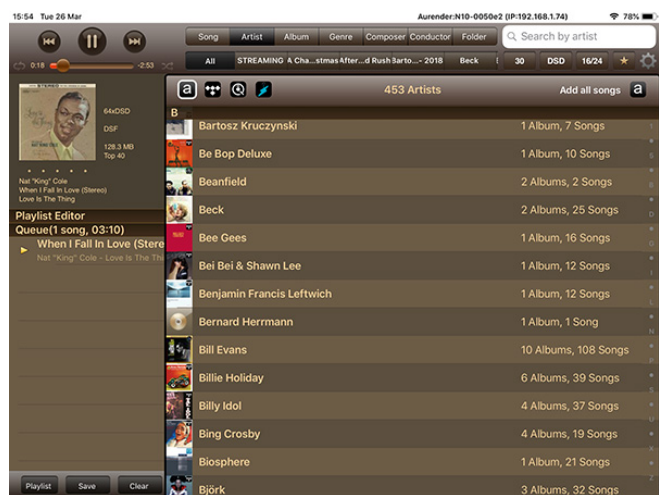 15:54 Tue 26 Mar
Aurender:N10-0050e2 (IP:192.168.1.74)
78%
Song Artist Album Genre Composer Conductor Folder
Search by artist
0:18 -2:53
All STREAMING A Cha...stmas After...d Rush Barto...- 2018 Beck 30 DSD 16/24
a 453 Artists Add all songs a
STEREO
64xDSD
DSF
128.3 MB
Top 40
Nat "King" Cole
When I Fall In Love (Stereo)
Love Is The Thing
Playlist Editor
Queue(1 song, 03:10)
When I Fall In Love (Stere
Nat "King" Cole - Love Is The Thi
Playlist Save Clear
B
Bartosz Kruczynski 1 Album, 7 Songs
Be Bop Deluxe 1 Album, 10 Songs
Beanfield 2 Albums, 2 Songs
Beck 2 Albums, 25 Songs
Bee Gees 1 Album, 16 Songs
Bei Bei & Shawn Lee 1 Album, 12 Songs
Benjamin Francis Leftwich 1 Album, 12 Songs
Bernard Herrmann 1 Album, 1 Song
Bill Evans 10 Albums, 108 Songs
Billie Holiday 6 Albums, 39 Songs
Billy Idol 4 Albums, 37 Songs
Bing Crosby 4 Albums, 19 Songs
Biosphere 1 Album, 21 Songs
Björk 3 Albums, 32 Songs